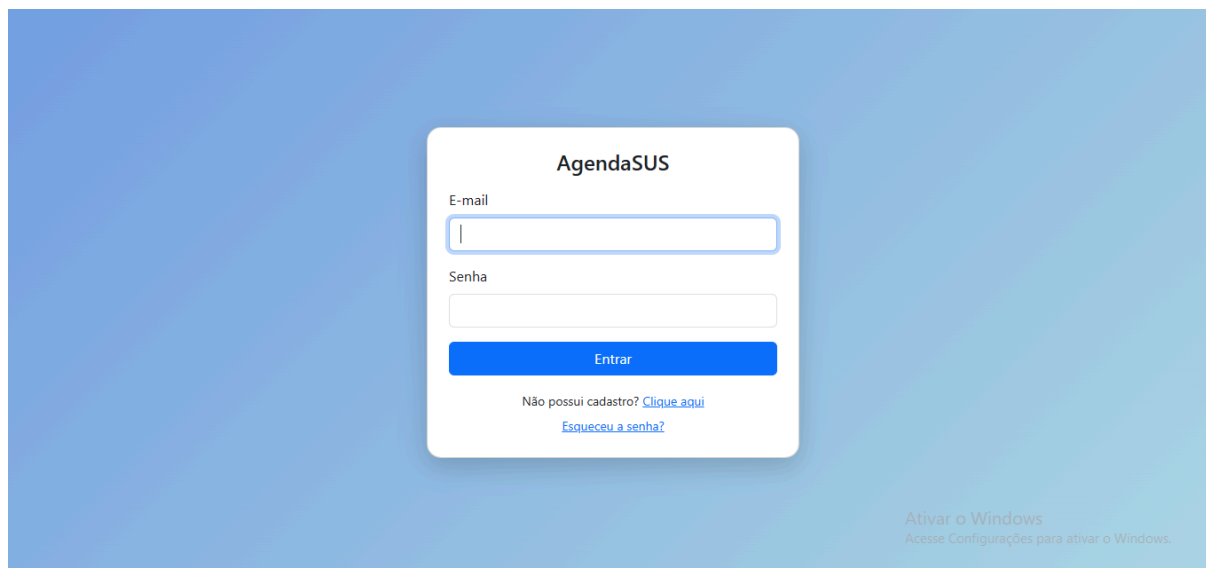 AgendaSUS
E-mail
Senha
Entrar
Não possui cadastro? Clique aqui
Esqueceu a senha?
Ativar o Windows
Acesse Configurações para ativar o Windows.